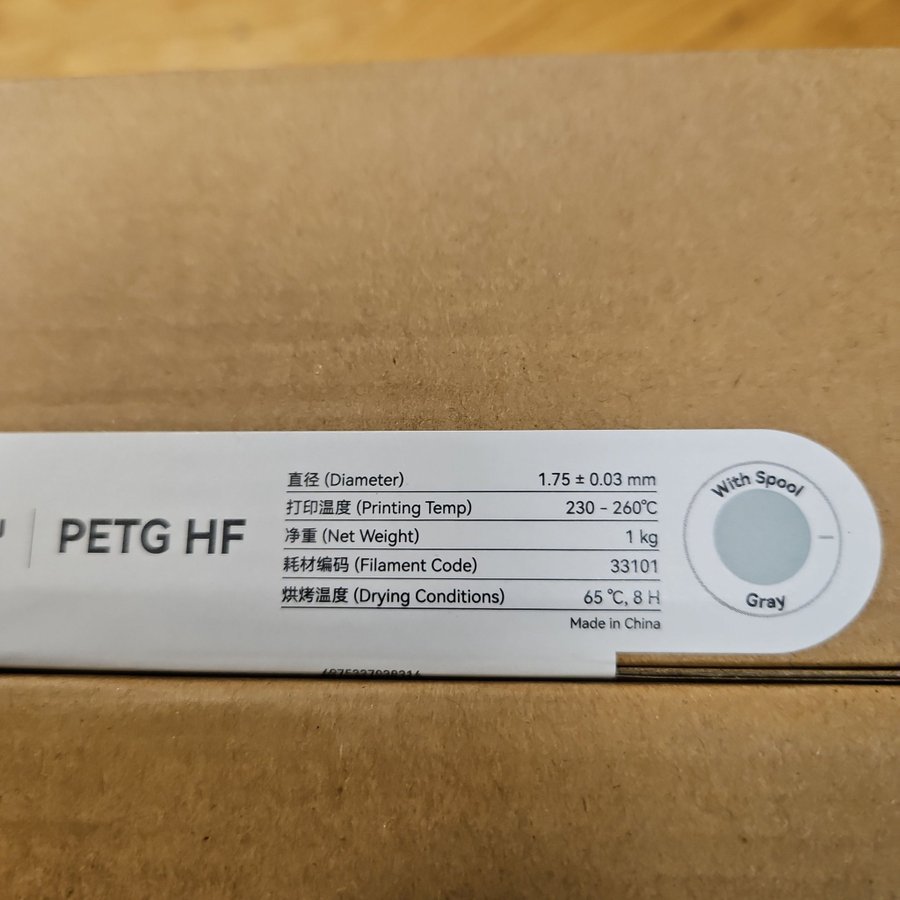 PETG HF
直径 (Diameter) 1.75 ± 0.03 mm
打印温度 (Printing Temp) 230 - 260℃
净重 (Net Weight) 1 kg
耗材编码 (Filament Code) 33101
烘烤温度 (Drying Conditions) 65 ℃, 8 H
Made in China
With Spool
Gray